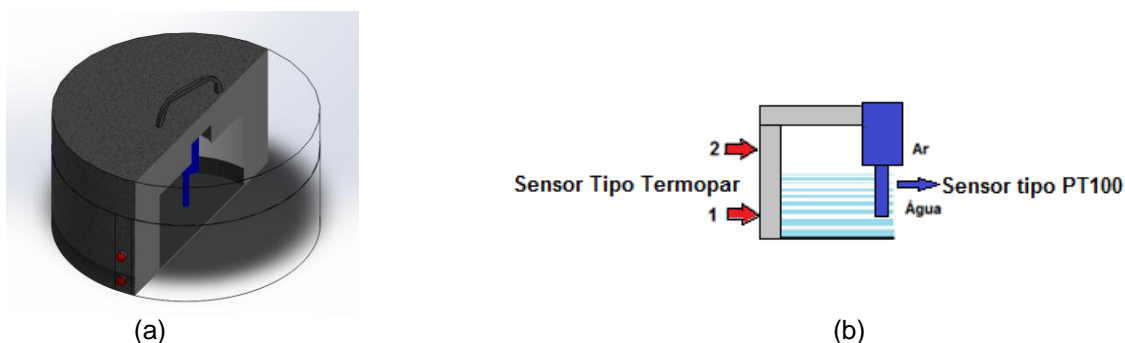 2
Ar
Sensor Tipo Termopar
Sensor tipo PT100
1
Água
(a)
(b)